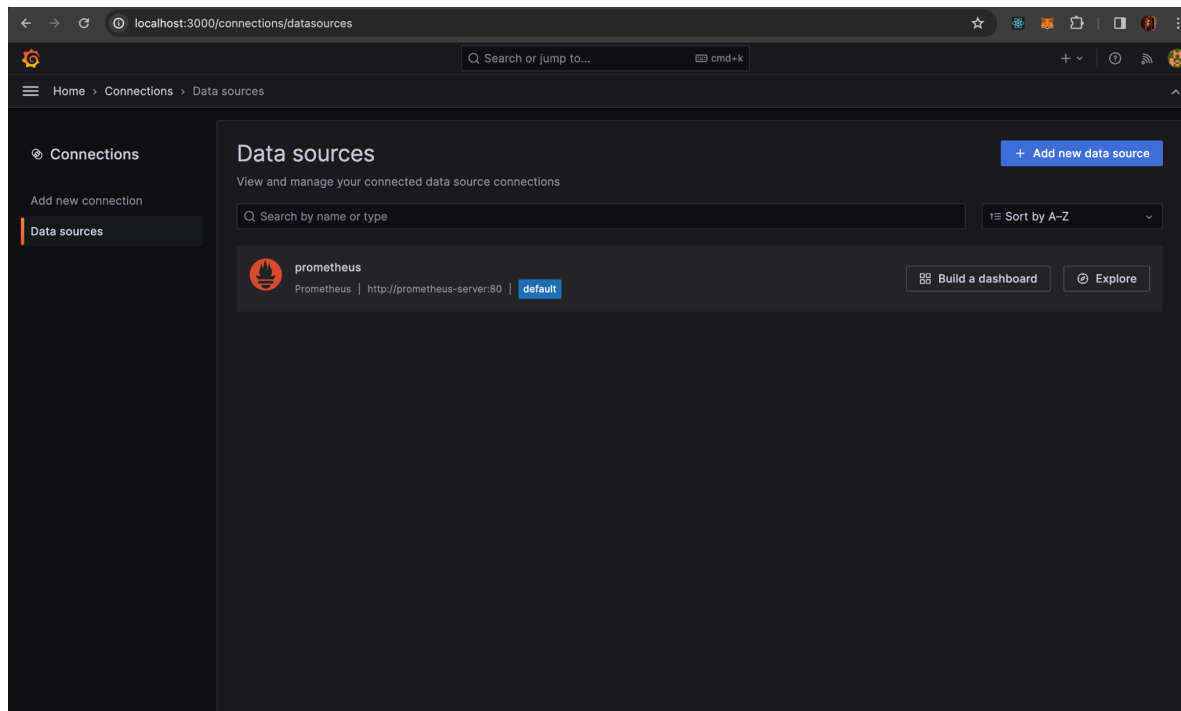 localhost:3000/connections/datasources
Search or jump to... cmd+k
Home › Connections › Data sources
Connections
Add new connection
Data sources
Data sources
+ Add new data source
View and manage your connected data source connections
Search by name or type
Sort by A–Z
prometheus
Prometheus | http://prometheus-server:80 | default
Build a dashboard
Explore